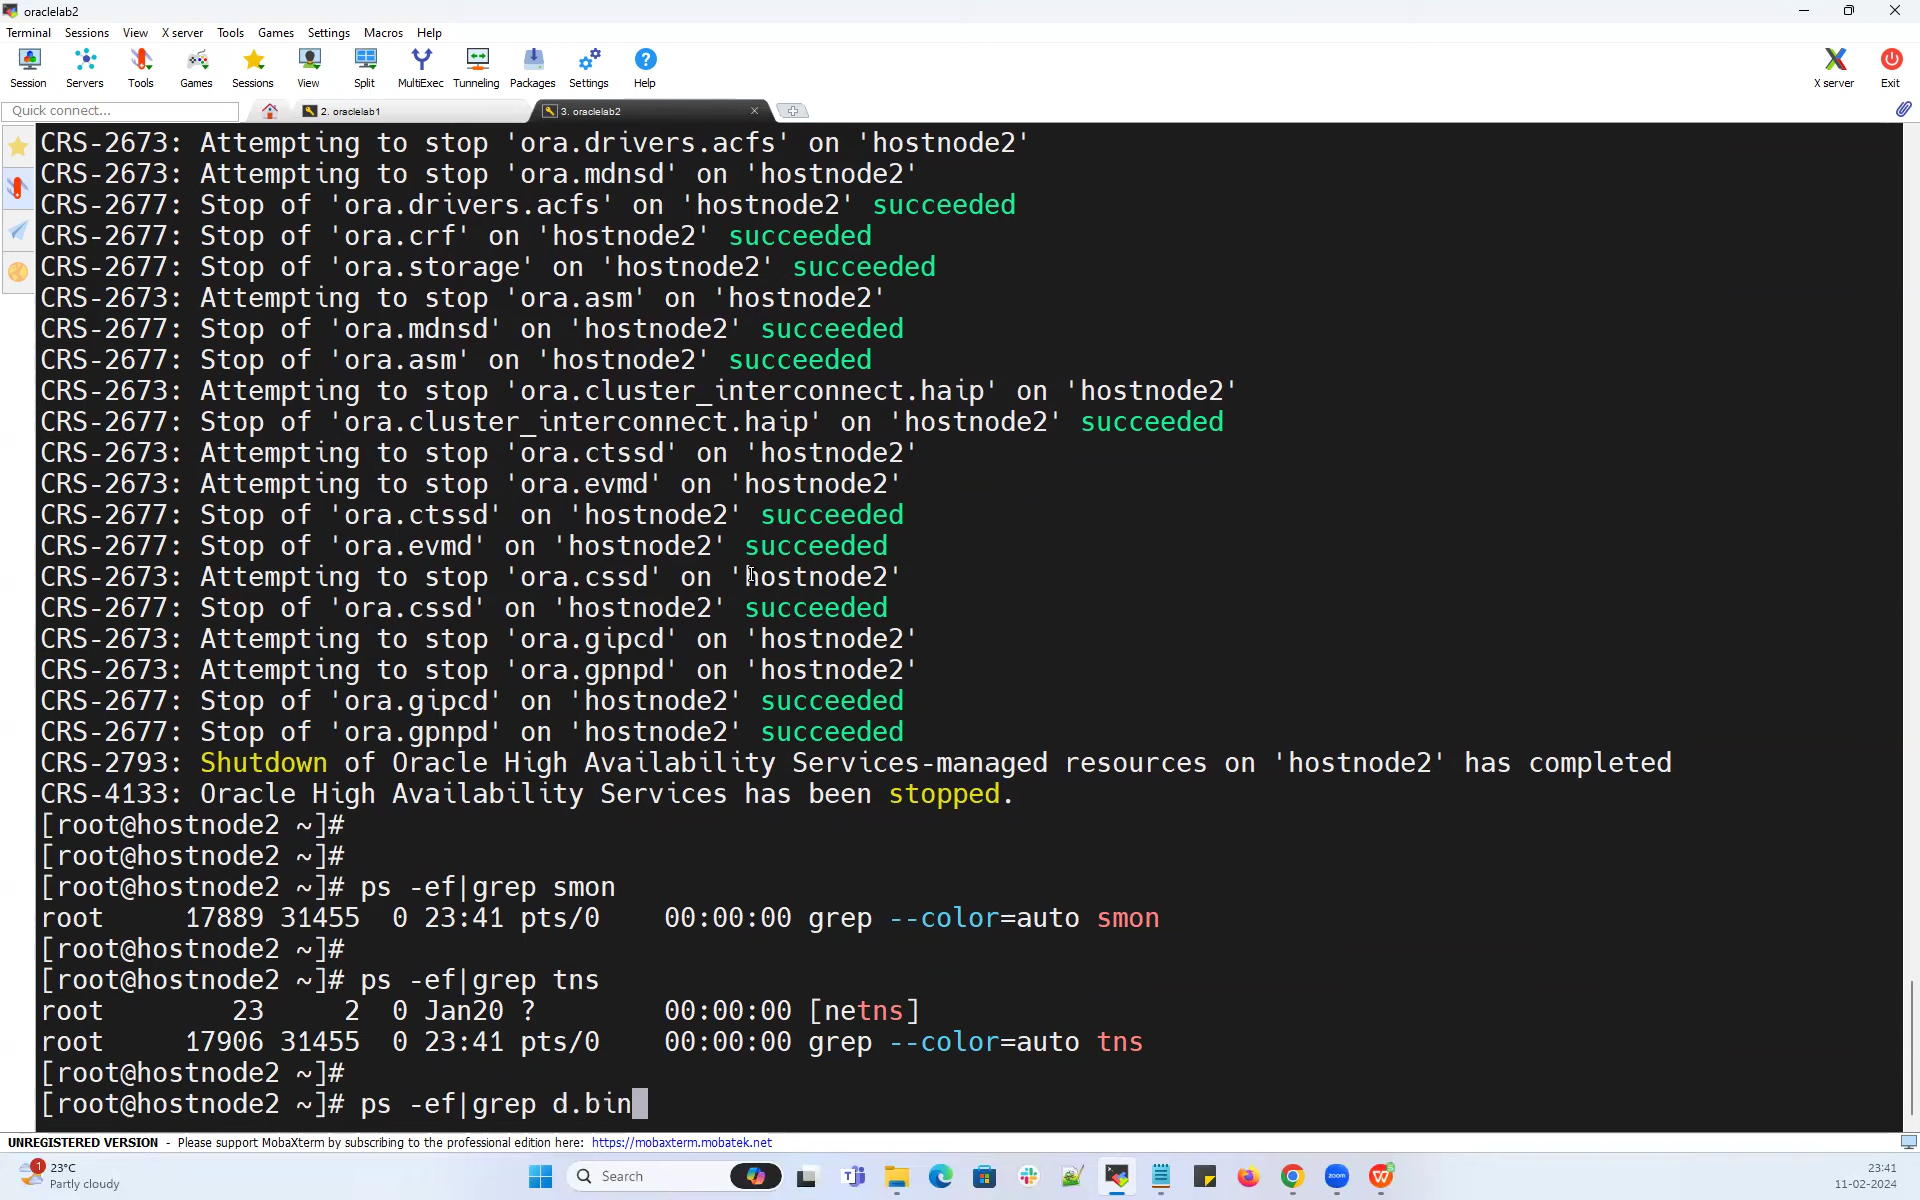 oraclelab2
Terminal Sessions View X server Tools Games Settings Macros Help
Session Servers Tools Games Sessions View Split MultiExec Tunneling Packages Settings Help X server Exit
Quick connect... 2. oraclelab1 3. oraclelab2
CRS-2673: Attempting to stop 'ora.drivers.acfs' on 'hostnode2'
CRS-2673: Attempting to stop 'ora.mdnsd' on 'hostnode2'
CRS-2677: Stop of 'ora.drivers.acfs' on 'hostnode2' succeeded
CRS-2677: Stop of 'ora.crf' on 'hostnode2' succeeded
CRS-2677: Stop of 'ora.storage' on 'hostnode2' succeeded
CRS-2673: Attempting to stop 'ora.asm' on 'hostnode2'
CRS-2677: Stop of 'ora.mdnsd' on 'hostnode2' succeeded
CRS-2677: Stop of 'ora.asm' on 'hostnode2' succeeded
CRS-2673: Attempting to stop 'ora.cluster_interconnect.haip' on 'hostnode2'
CRS-2677: Stop of 'ora.cluster_interconnect.haip' on 'hostnode2' succeeded
CRS-2673: Attempting to stop 'ora.ctssd' on 'hostnode2'
CRS-2673: Attempting to stop 'ora.evmd' on 'hostnode2'
CRS-2677: Stop of 'ora.ctssd' on 'hostnode2' succeeded
CRS-2677: Stop of 'ora.evmd' on 'hostnode2' succeeded
CRS-2673: Attempting to stop 'ora.cssd' on 'hostnode2'
CRS-2677: Stop of 'ora.cssd' on 'hostnode2' succeeded
CRS-2673: Attempting to stop 'ora.gipcd' on 'hostnode2'
CRS-2673: Attempting to stop 'ora.gpnpd' on 'hostnode2'
CRS-2677: Stop of 'ora.gipcd' on 'hostnode2' succeeded
CRS-2677: Stop of 'ora.gpnpd' on 'hostnode2' succeeded
CRS-2793: Shutdown of Oracle High Availability Services-managed resources on 'hostnode2' has completed
CRS-4133: Oracle High Availability Services has been stopped.
[root@hostnode2 ~]#
[root@hostnode2 ~]#
[root@hostnode2 ~]# ps -ef|grep smon
root 17889 31455 0 23:41 pts/0 00:00:00 grep --color=auto smon
[root@hostnode2 ~]#
[root@hostnode2 ~]# ps -ef|grep tns
root 23 2 0 Jan20 ? 00:00:00 [netns]
root 17906 31455 0 23:41 pts/0 00:00:00 grep --color=auto tns
[root@hostnode2 ~]#
[root@hostnode2 ~]# ps -ef|grep d.bin
UNREGISTERED VERSION - Please support MobaXterm by subscribing to the professional edition here: https://mobaxterm.mobatek.net
1 23°C
Partly cloudy
Search
zoom
23:41
11-02-2024